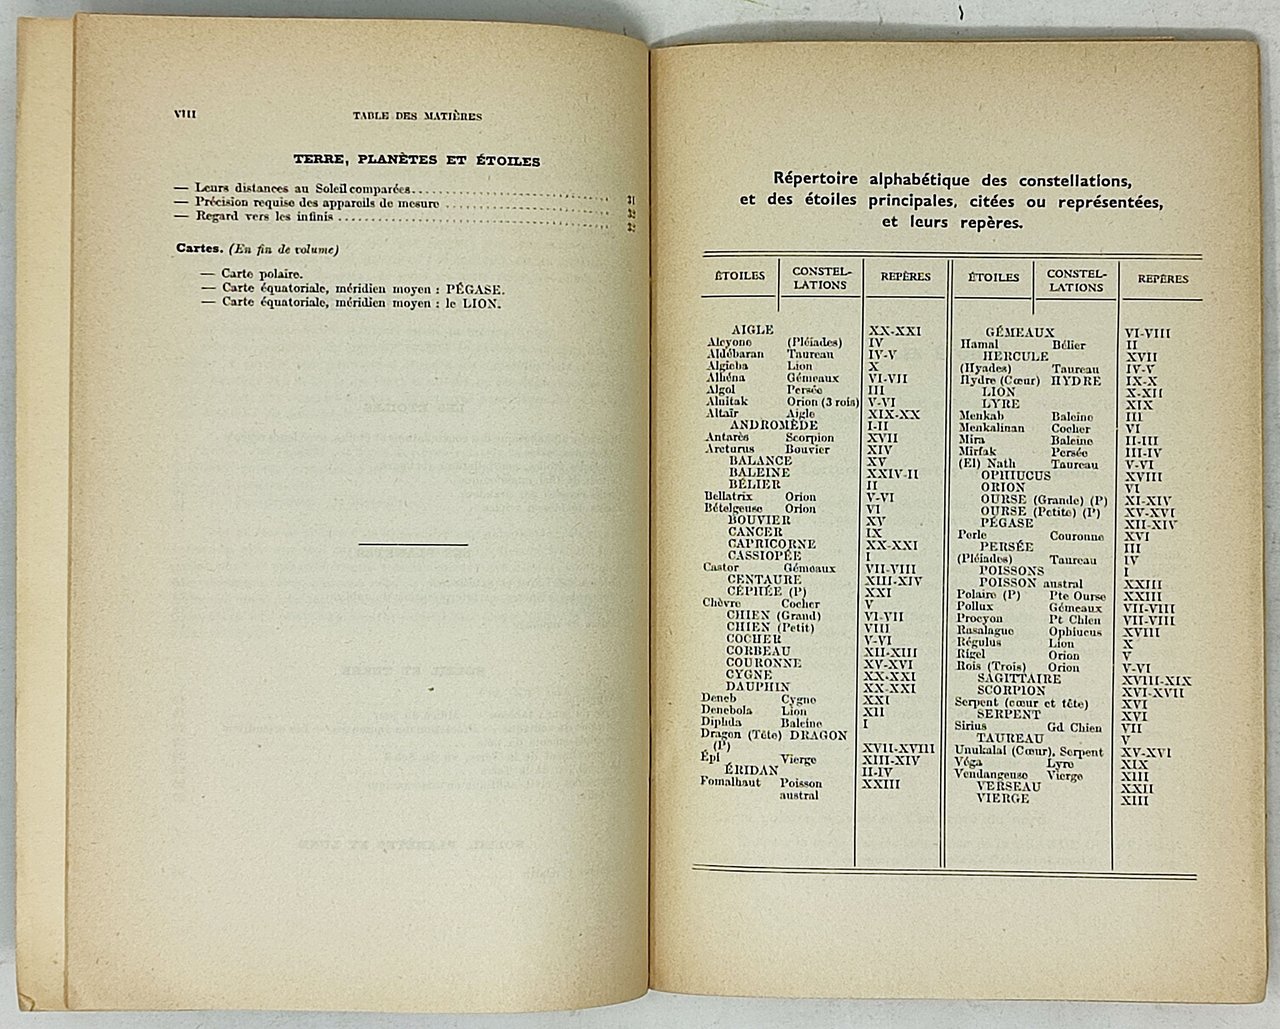 VIII TABLE DES MATIÈRES
TERRE, PLANÈTES ET ÉTOILES
— Leurs distances au Soleil comparées 31
— Précision requise des appareils de mesure 32
— Regard vers les infinis 32
Cartes. (En fin de volume)
— Carte polaire.
— Carte équatoriale, méridien moyen : PÉGASE.
— Carte équatoriale, méridien moyen : le LION.
Répertoire alphabétique des constellations,
et des étoiles principales, citées ou représentées,
et leurs repères.
ÉTOILES CONSTEL-LATIONS REPÈRES
AIGLE XX-XXI
Alcyone (Pléiades) IV
Aldébaran Taureau IV-V
Algieba Lion X
Alhéna Gémeaux VI-VII
Algol Persée III
Alnitak Orion (3 rois) V-VI
Altaïr Aigle XIX-XX
ANDROMÈDE I-II
Antarès Scorpion XVII
Arcturus Bouvier XIV
BALANCE XV
BALEINE XXIV-II
BÉLIER II
Bellatrix Orion V-VI
Bételgeuse Orion VI
BOUVIER XV
CANCER IX
CAPRICORNE XX-XXI
CASSIOPÉE I
Castor Gémeaux VII-VIII
CENTAURE XIII-XIV
CÉPHÉE (P) XXI
Chèvre Cocher V
CHIEN (Grand) VI-VII
CHIEN (Petit) VIII
COCHER V-VI
CORBEAU XII-XIII
COURONNE XV-XVI
CYGNE XX-XXI
DAUPHIN XX-XXI
Deneb Cygne XXI
Denebola Lion XII
Diphda Baleine I
Dragon (Tête) DRAGON
(P) XVII-XVIII
Épi Vierge XIII-XIV
ÉRIDAN II-IV
Fomalhaut Poisson XXIII
austral
ÉTOILES CONSTEL-LATIONS REPÈRES
GÉMEAUX VI-VIII
Hamal Bélier II
HERCULE XVII
(Hyades) Taureau IV-V
Hydre (Cœur) HYDRE IX-X
LION X-XII
LYRE XIX
Menkab Baleine III
Menkalinan Cocher VI
Mira Baleine II-III
Mirfak Persée III-IV
(El) Nath Taureau V-VI
OPHIUCUS XVIII
ORION VI
OURSE (Grande) (P) XI-XIV
OURSE (Petite) (P) XV-XVI
PÉGASE XII-XIV
Perle Couronne XVI
PERSÉE III
(Pléiades) Taureau IV
POISSONS I
POISSON austral XXIII
Polaire (P) Pte Ourse XXIII
Pollux Gémeaux VII-VIII
Procyon Pt Chien VII-VIII
Rasalague Ophiucus XVIII
Régulus Lion X
Rigel Orion V
Rois (Trois) Orion V-VI
SAGITTAIRE XVIII-XIX
SCORPION XVI-XVII
Serpent (cœur et tête) XVI
SERPENT XVI
Sirius Gd Chien VII
TAUREAU V
Unukalai (Cœur), Serpent XV-XVI
Véga Lyre XIX
Vendangeuse Vierge XIII
VERSEAU XXII
VIERGE XIII